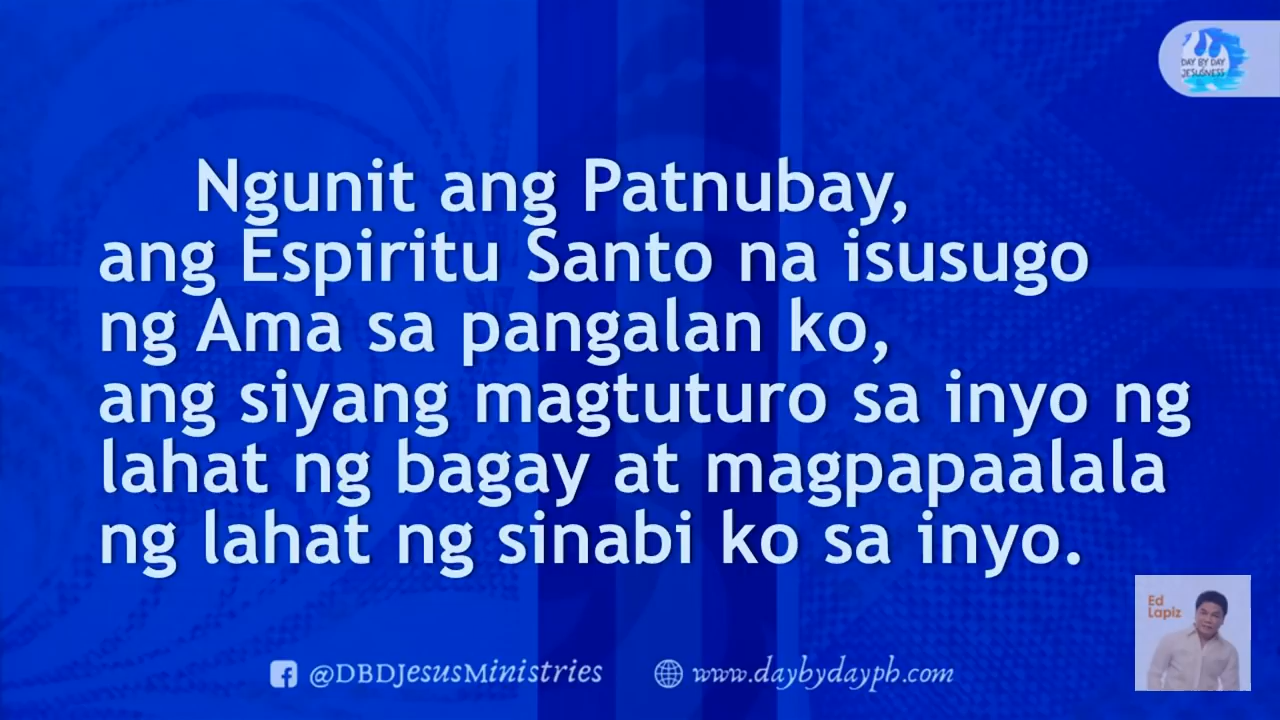 DAY BY DAY
JESUSNESS
Ngunit ang Patnubay,
ang Espiritu Santo na isusugo
ng Ama sa pangalan ko,
ang siyang magtuturo sa inyo ng
lahat ng bagay at magpapaalala
ng lahat ng sinabi ko sa inyo.
Ed
Lapiz
@DBDJesusMinistries
www.daybydayph.com